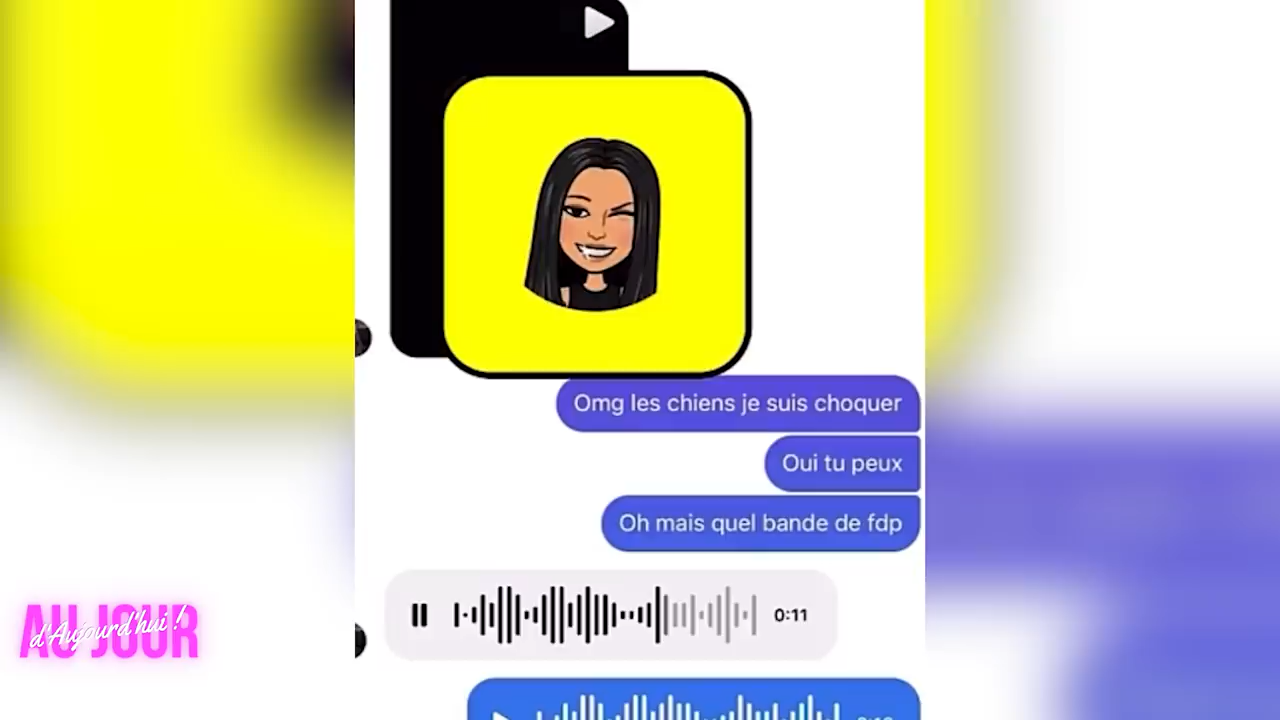 Omg les chiens je suis choquer
Oui tu peux
Oh mais quel bande de fdp
0:11
AU JOUR
d'Aujourd'hui !